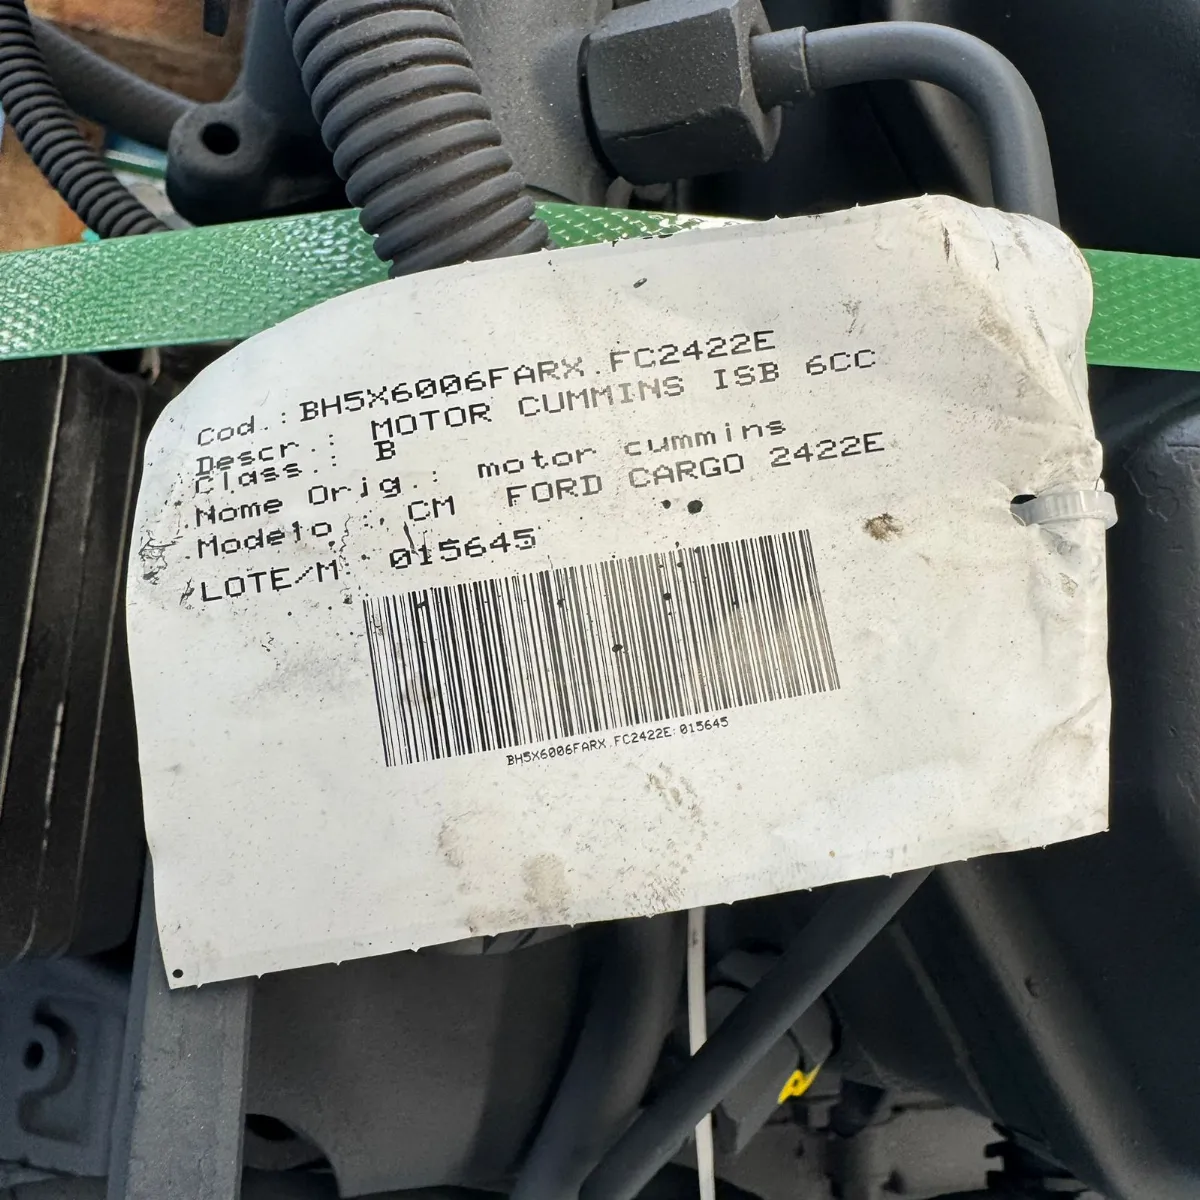 Cod.: BH5X6006FARX.FC2422E
Descr.: MOTOR CUMMINS ISB 6CC
Class.: B
Nome Orig.: motor cummins
Modelo : CM FORD CARGO 2422E
LOTE/M: 015645
BH5X6006FARX.FC2422E:015645